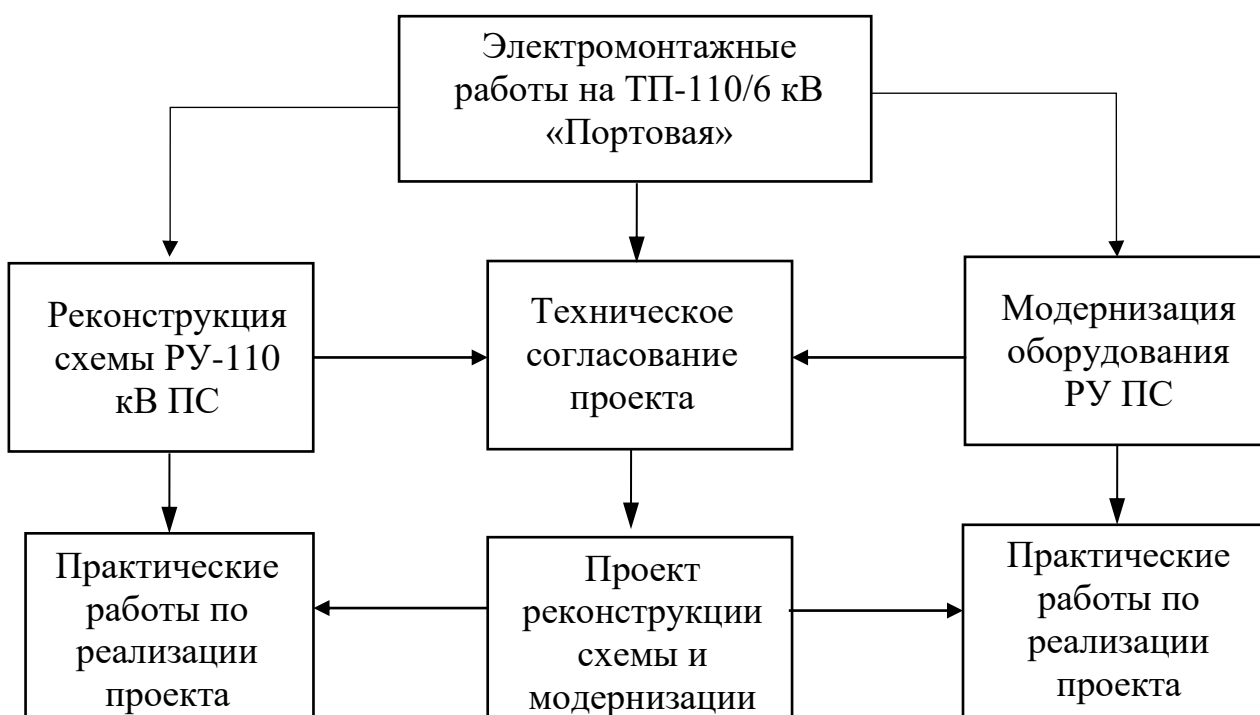 Электромонтажные
работы на ТП-110/6 кВ
«Портовая»
Реконструкция
схемы РУ-110
кВ ПС
Техническое
согласование
проекта
Модернизация
оборудования
РУ ПС
Практические
работы по
реализации
проекта
Проект
реконструкции
схемы и
модернизации
Практические
работы по
реализации
проекта